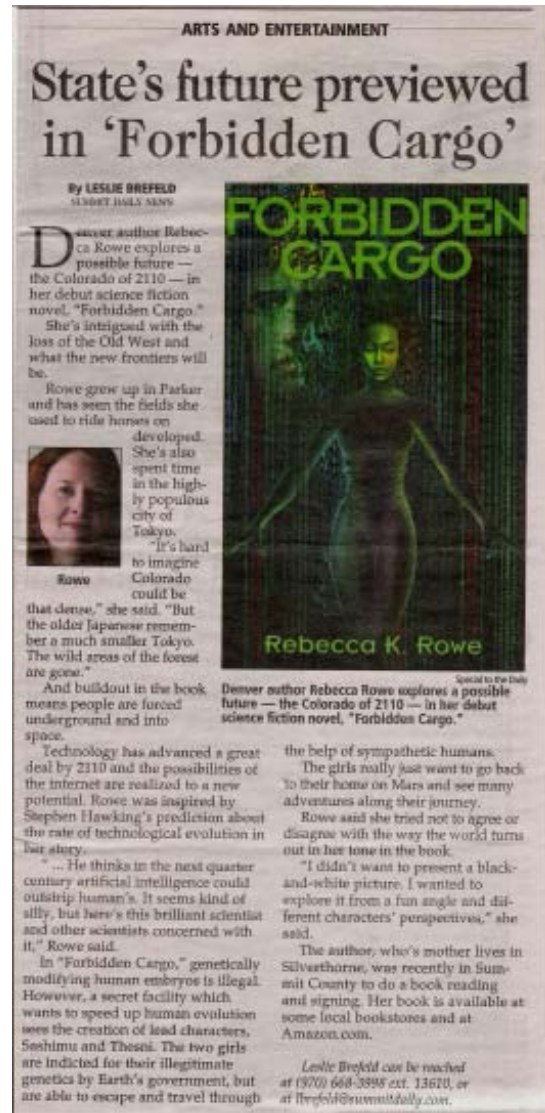 ARTS AND ENTERTAINMENT
State's future previewed
in 'Forbidden Cargo'
By LESLIE BREFELD
SUMMIT DAILY NEWS
Denver author Rebec-
ca Rowe explores a
possible future —
the Colorado of 2110 — in
her debut science fiction
novel, "Forbidden Cargo."
She's intrigued with the
loss of the Old West and
what the new frontiers will
be.
Rowe grew up in Parker
and has seen the fields she
used to ride horses on
developed.
She's also
spent time
in the high-
ly populous
city of
Tokyo.
"It's hard
to imagine
Colorado
could be
that dense," she said. "But
the older Japanese remem-
ber a much smaller Tokyo.
The wild areas of the forest
are gone."
And buildout in the book
means people are forced
underground and into
space.
Technology has advanced a great
deal by 2110 and the possibilities of
the internet are realized to a new
potential. Rowe was inspired by
Stephen Hawking's prediction about
the rate of technological evolution in
her story.
" ... He thinks in the next quarter
century artificial intelligence could
outstrip human's. It seems kind of
silly, but here's this brilliant scientist
and other scientists concerned with
it," Rowe said.
In "Forbidden Cargo," genetically
modifying human embryos is illegal.
However, a secret facility which
wants to speed up human evolution
sees the creation of lead characters,
Sashimu and Thesni. The two girls
are indicted for their illegitimate
genetics by Earth's government, but
are able to escape and travel through
Rowe
FORBIDDEN
CARGO
Rebecca K. Rowe
Special to the Daily
Denver author Rebecca Rowe explores a possible
future — the Colorado of 2110 — in her debut
science fiction novel, "Forbidden Cargo."
the help of sympathetic humans.
The girls really just want to go back
to their home on Mars and see many
adventures along their journey.
Rowe said she tried not to agree or
disagree with the way the world turns
out in her tone in the book.
"I didn't want to present a black-
and-white picture. I wanted to
explore it from a fun angle and dif-
ferent characters' perspectives," she
said.
The author, who's mother lives in
Silverthorne, was recently in Sum-
mit County to do a book reading
and signing. Her book is available at
some local bookstores and at
Amazon.com.
Leslie Brefeld can be reached
at (970) 668-3998 ext. 13610, or
at lbrefeld@summitdaily.com.